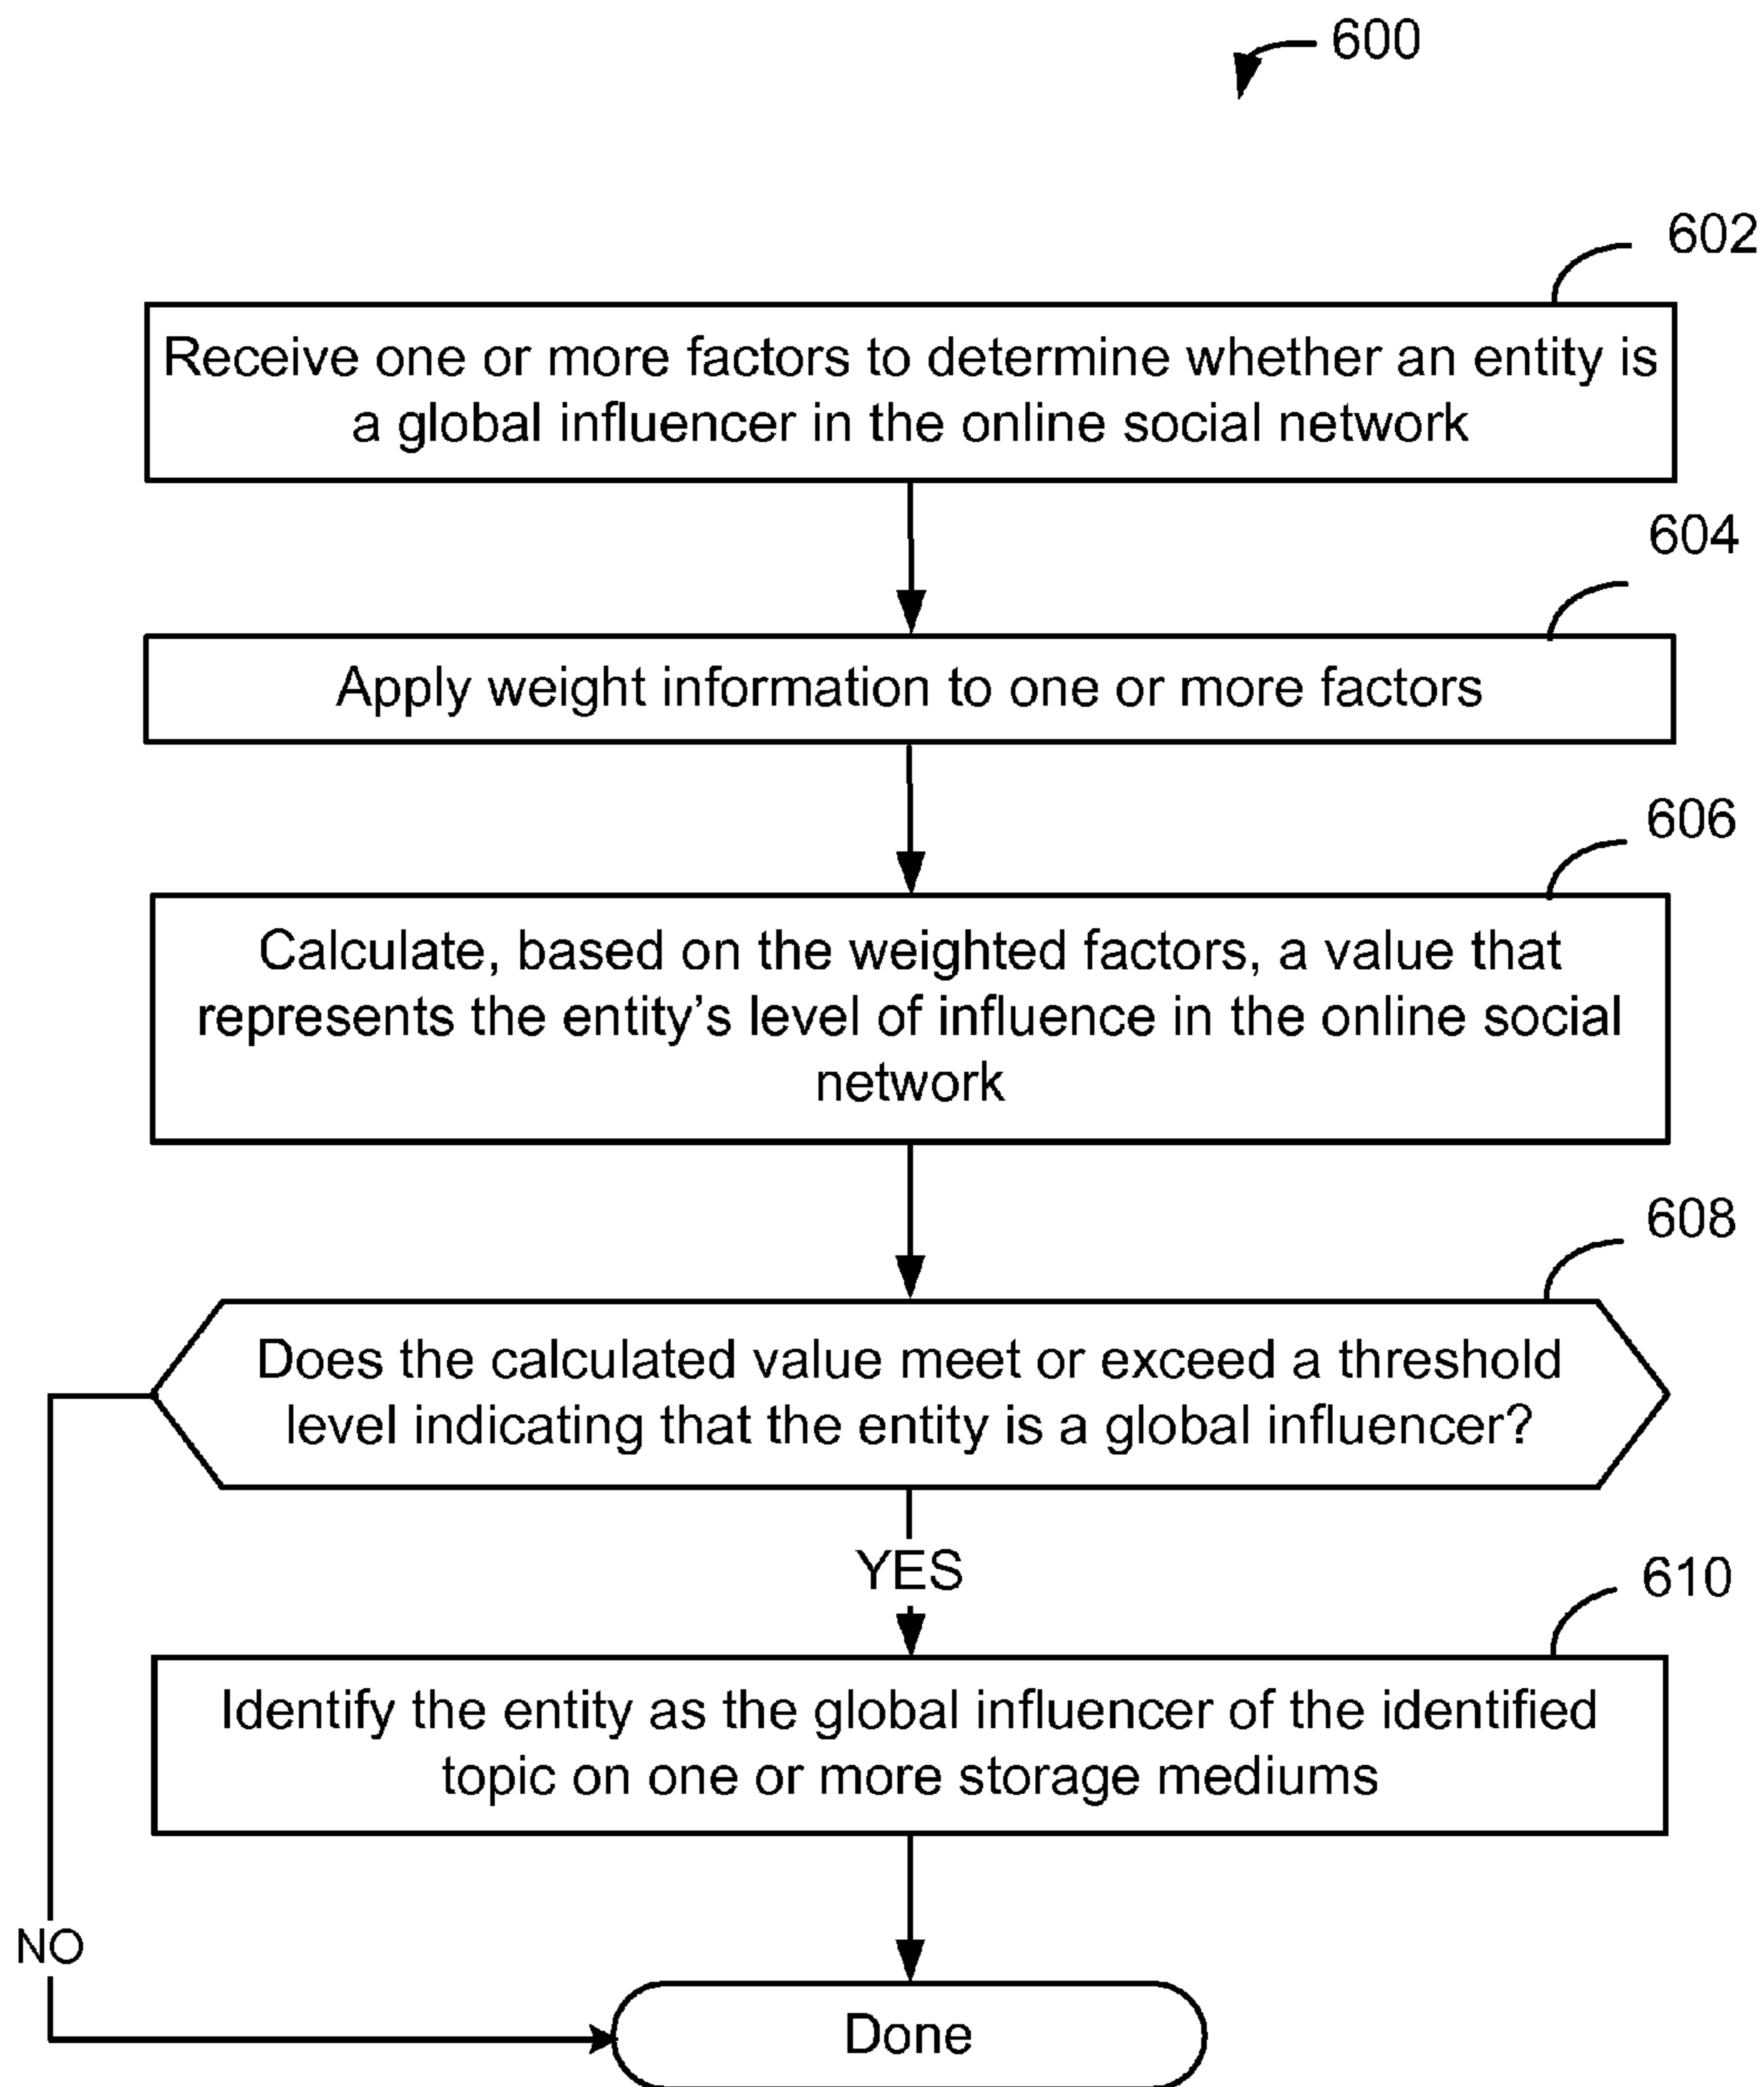 600
602
Receive one or more factors to determine whether an entity is
a global influencer in the online social network
604
Apply weight information to one or more factors
606
Calculate, based on the weighted factors, a value that
represents the entity's level of influence in the online social
network
608
Does the calculated value meet or exceed a threshold
level indicating that the entity is a global influencer?
YES
610
Identify the entity as the global influencer of the identified
topic on one or more storage mediums
NO
Done